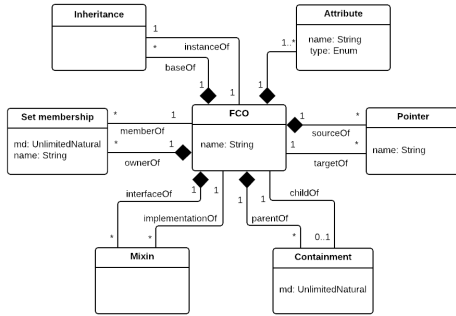 Inheritance
Attribute
name: String
type: Enum
1
*
instanceOf
baseOf
1
1
1..*
1
Set membership
md: UnlimitedNatural
name: String
*
1
memberOf
*
1
ownerOf
FCO
name: String
1
*
sourceOf
1
*
targetOf
Pointer
name: String
interfaceOf
1
1
implementationOf
*
*
1
1
childOf
parentOf
*
0..1
Mixin
Containment
md: UnlimitedNatural